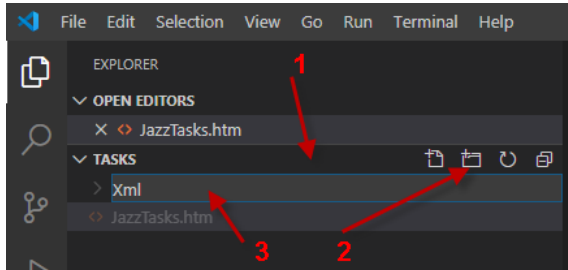 File Edit Selection View Go Run Terminal Help
EXPLORER
1
OPEN EDITORS
JazzTasks.htm
TASKS
Xml
JazzTasks.htm
3 2